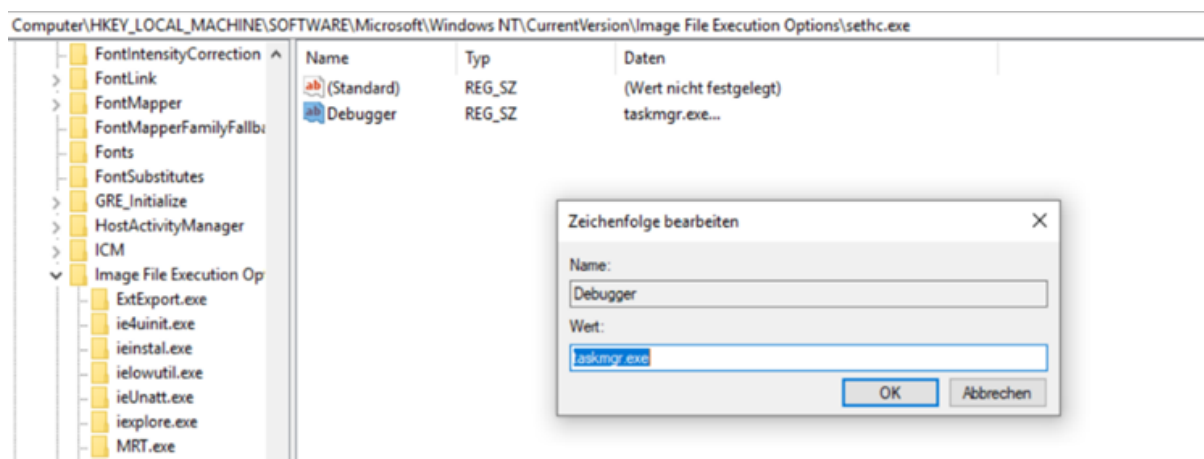 Computer\HKEY_LOCAL_MACHINE\SOFTWARE\Microsoft\Windows NT\CurrentVersion\Image File Execution Options\sethc.exe
FontIntensityCorrection
FontLink
FontMapper
FontMapperFamilyFallba
Fonts
FontSubstitutes
GRE_Initialize
HostActivityManager
ICM
Image File Execution Op
ExtExport.exe
ie4uinit.exe
ieinstal.exe
ielowutil.exe
ieUnatt.exe
iexplore.exe
MRT.exe
Name Typ Daten
ab (Standard) REG_SZ (Wert nicht festgelegt)
ab Debugger REG_SZ taskmgr.exe...
Zeichenfolge bearbeiten
Name:
Debugger
Wert:
taskmgr.exe
OK Abbrechen